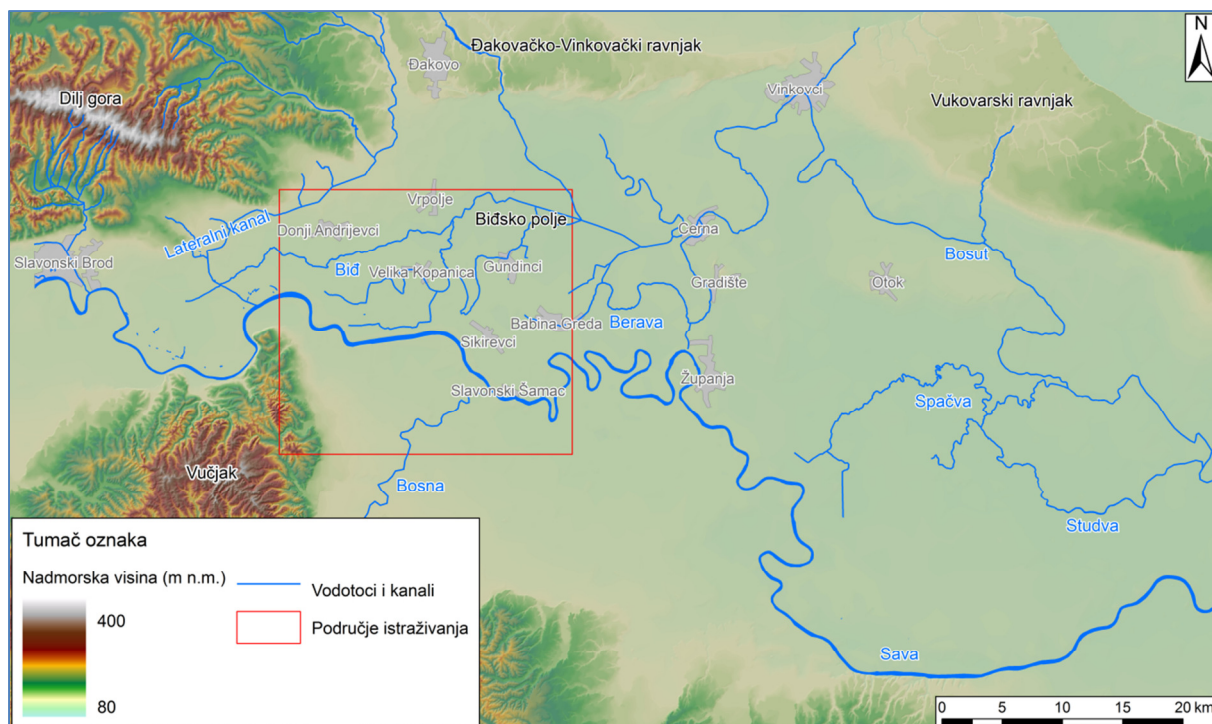 N
Đakovačko-Vinkovački ravnjak
Đakovo
Dilj gora
Vinkovci
Vukovarski ravnjak
Vrpolje
Biđsko polje
Lateralni kanal
Donji Andrijevci
Cerna
Slavonski Brod
Biđ
Velika Kopanica
Gundinci
Bosut
Gradište
Otok
Babina Greda
Berava
Sikirevci
Slavonski Šamac
Županja
Spačva
Vučjak
Bosna
Studva
Sava
Tumač oznaka
Nadmorska visina (m n.m.)
400
80
Vodotoci i kanali
Područje istraživanja
0 5 10 15 20 km